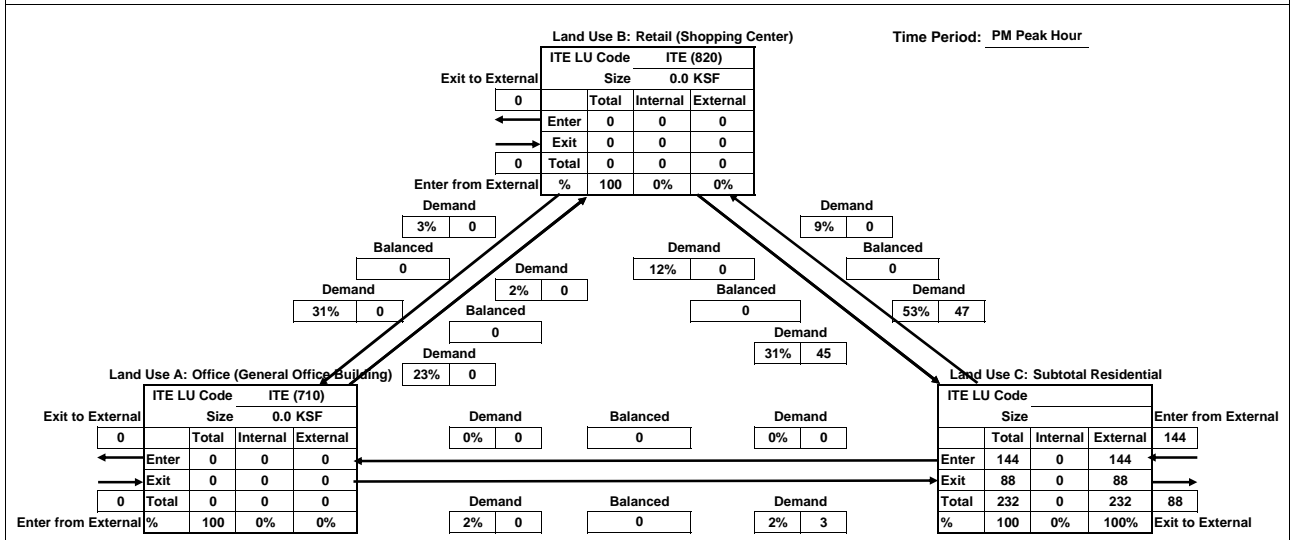 Land Use B: Retail (Shopping Center)
Time Period: PM Peak Hour
ITE LU Code ITE (820)
Exit to External Size 0.0 KSF
0 Total Internal External
Enter 0 0 0
Exit 0 0 0
0 Total 0 0 0
Enter from External % 100 0% 0%
Demand Demand
3% 0 9% 0
Balanced Demand Balanced
0 Demand 12% 0 0
Demand 2% 0 Balanced Demand
31% 0 Balanced 0 53% 47
0 Demand
Demand 31% 45
Land Use A: Office (General Office Building) 23% 0 Land Use C: Subtotal Residential
ITE LU Code ITE (710) ITE LU Code
Exit to External Size 0.0 KSF Demand Balanced Demand Size Enter from External
0 Total Internal External 0% 0 0 0% 0 Total Internal External 144
Enter 0 0 0 Enter 144 0 144
Exit 0 0 0 Exit 88 0 88
0 Total 0 0 0 Demand Balanced Demand Total 232 0 232 88
Enter from External % 100 0% 0% 2% 0 0 2% 3 % 100 0% 100% Exit to External